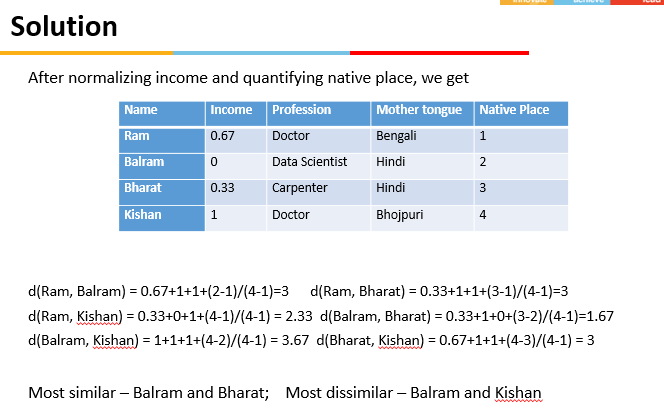 Solution
After normalizing income and quantifying native place, we get
Name Income Profession Mother tongue Native Place
Ram 0.67 Doctor Bengali 1
Balram 0 Data Scientist Hindi 2
Bharat 0.33 Carpenter Hindi 3
Kishan 1 Doctor Bhojpuri 4
d(Ram, Balram) = 0.67+1+1+(2-1)/(4-1)=3 d(Ram, Bharat) = 0.33+1+1+(3-1)/(4-1)=3
d(Ram, Kishan) = 0.33+0+1+(4-1)/(4-1) = 2.33 d(Balram, Bharat) = 0.33+1+0+(3-2)/(4-1)=1.67
d(Balram, Kishan) = 1+1+1+(4-2)/(4-1) = 3.67 d(Bharat, Kishan) = 0.67+1+1+(4-3)/(4-1) = 3
Most similar – Balram and Bharat; Most dissimilar – Balram and Kishan